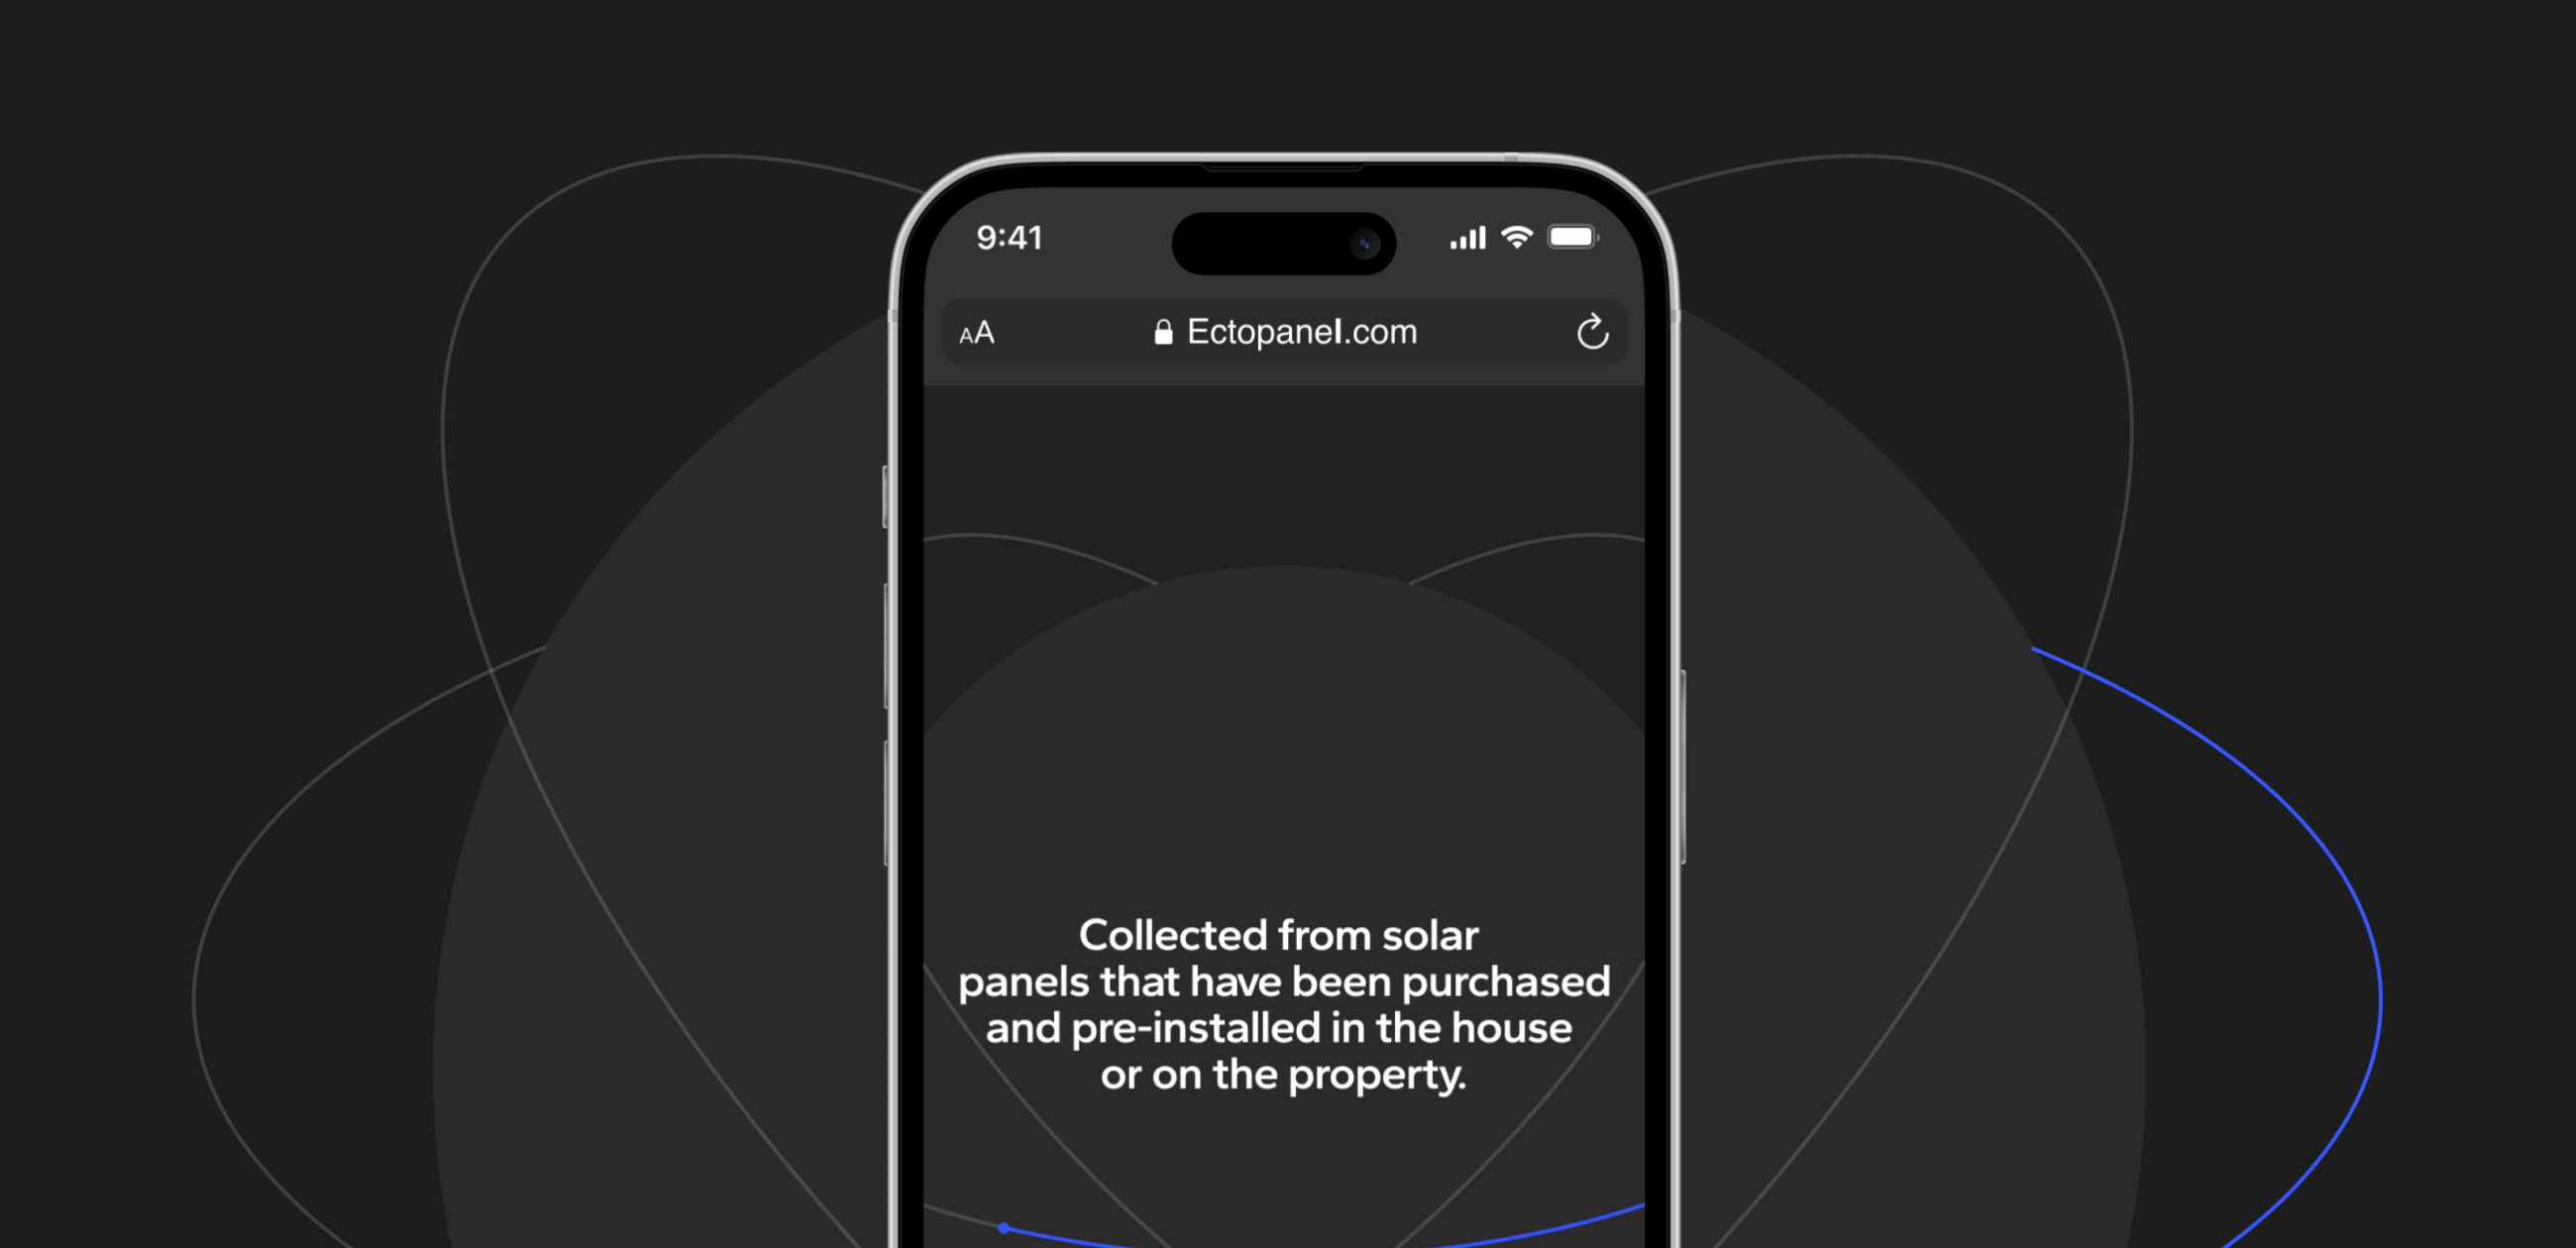 9:41
AA
Ectopanel.com
Collected from solar
panels that have been purchased
and pre-installed in the house
or on the property.